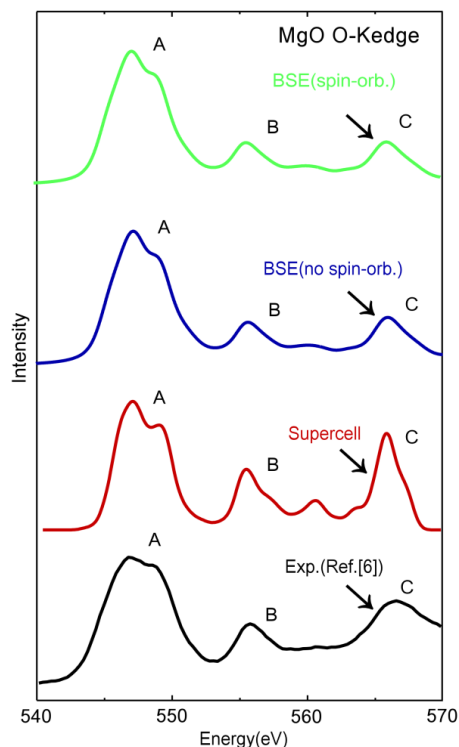 MgO O-Kedge
A
BSE(spin-orb.)
B
C
A
BSE(no spin-orb.)
B
C
Intensity
A
Supercell
B
C
A
Exp.(Ref.[6])
B
C
540
550
560
570
Energy(eV)